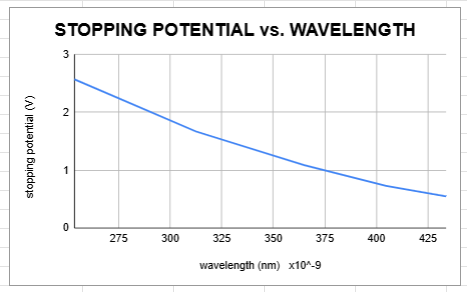 STOPPING POTENTIAL vs. WAVELENGTH
3
2
1
0
stopping potential (V)
275 300 325 350 375 400 425
wavelength (nm) x10^-9